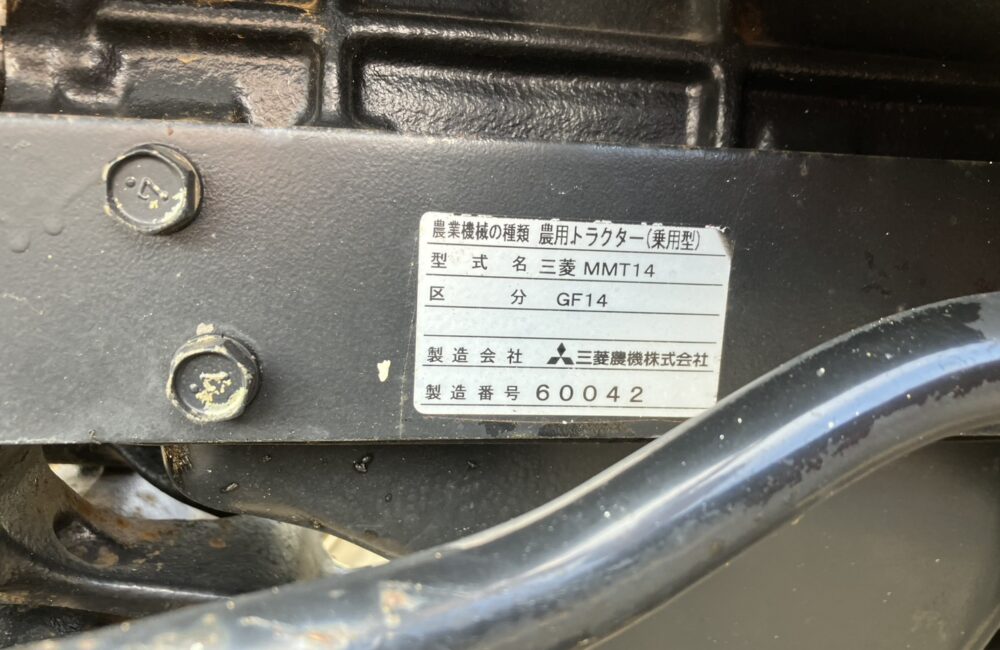 農業機械の種類 農用トラクター(乗用型)
型式名 三菱 MMT14
区分 GF14
製造会社 三菱農機株式会社
製造番号 60042
7